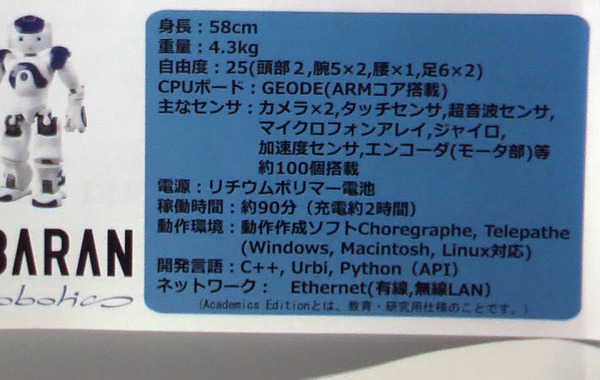 身長：58cm
重量：4.3kg
自由度：25(頭部２,腕5×2,腰×1,足6×2)
CPUボード：GEODE(ARMコア搭載)
主なセンサ：カメラ×2,タッチセンサ,超音波センサ,
マイクロフォンアレイ,ジャイロ,
加速度センサ,エンコーダ(モータ部)等
約100個搭載
電源：リチウムポリマー電池
稼働時間：約90分（充電約2時間）
動作環境：動作作成ソフトChoregraphe, Telepathe
(Windows, Macintosh, Linux対応)
開発言語：C++, Urbi, Python（API）
ネットワーク：　Ethernet(有線,無線LAN）
(Academics Editionとは、教育・研究用仕様のことです。)
BARAN
obotics